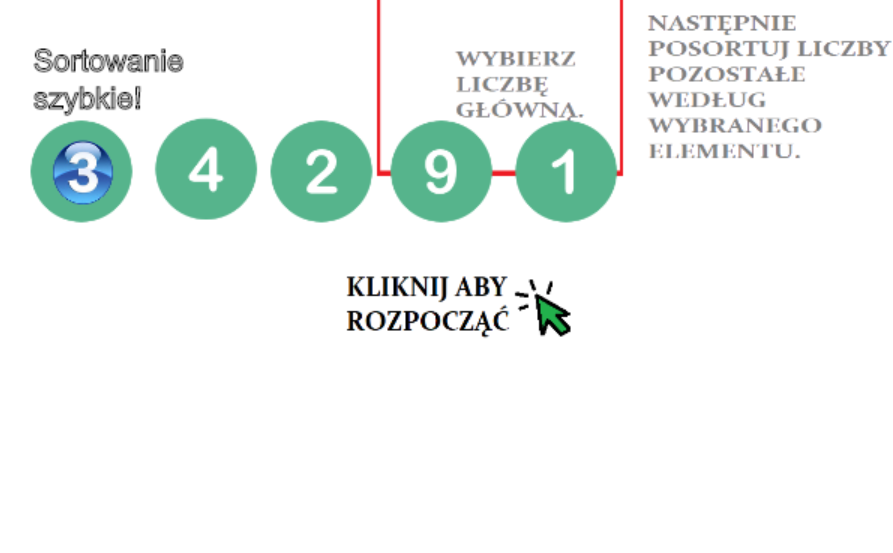 Sortowanie
szybkie!
WYBIERZ
LICZBĘ
GŁÓWNĄ.
NASTĘPNIE
POSORTUJ LICZBY
POZOSTAŁE
WEDŁUG
WYBRANEGO
ELEMENTU.
3 4 2 9 1
KLIKNIJ ABY
ROZPOCZĄĆ